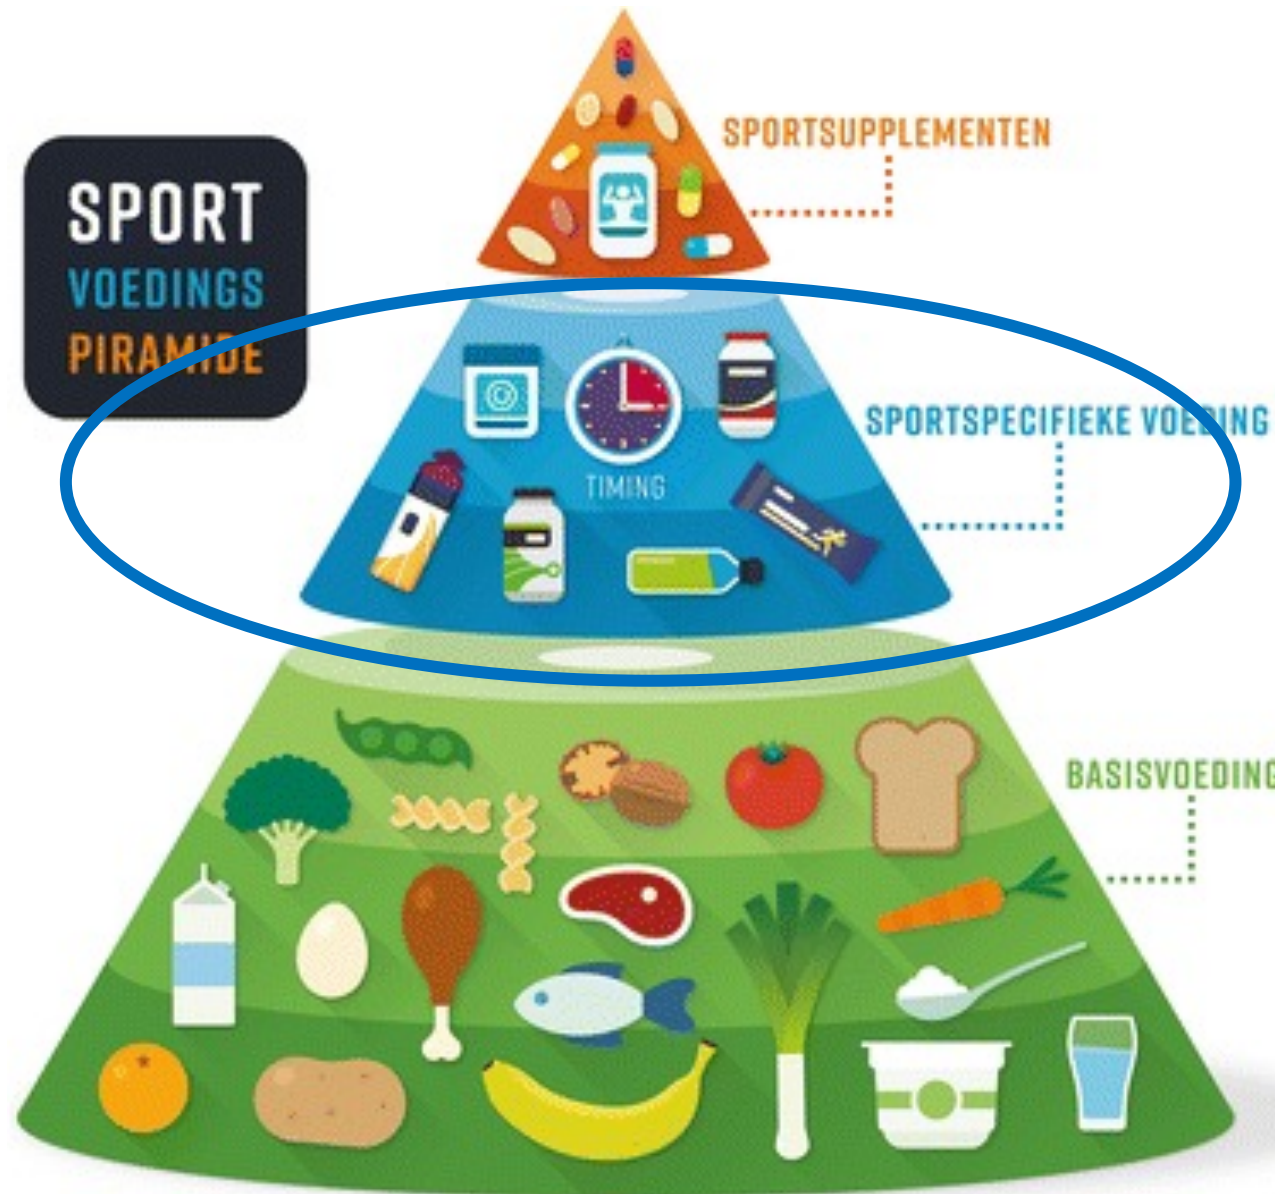 SPORTSUPPLEMENTEN
SPORT
VOEDINGS
PIRAMIDE
SPORTSPECIFIEKE VOEDING
TIMING
BASISVOEDING